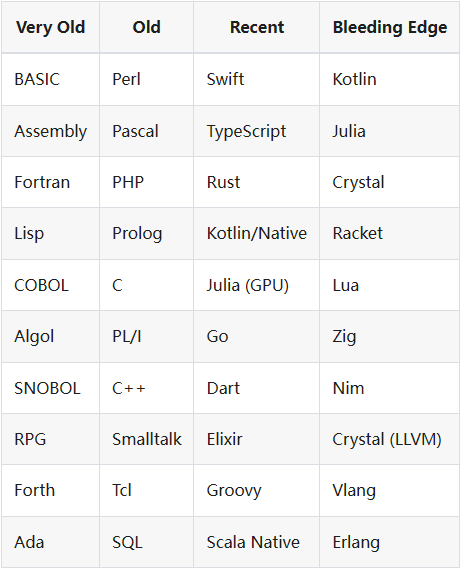 Very Old Old Recent Bleeding Edge
BASIC Perl Swift Kotlin
Assembly Pascal TypeScript Julia
Fortran PHP Rust Crystal
Lisp Prolog Kotlin/Native Racket
COBOL C Julia (GPU) Lua
Algol PL/I Go Zig
SNOBOL C++ Dart Nim
RPG Smalltalk Elixir Crystal (LLVM)
Forth Tcl Groovy Vlang
Ada SQL Scala Native Erlang